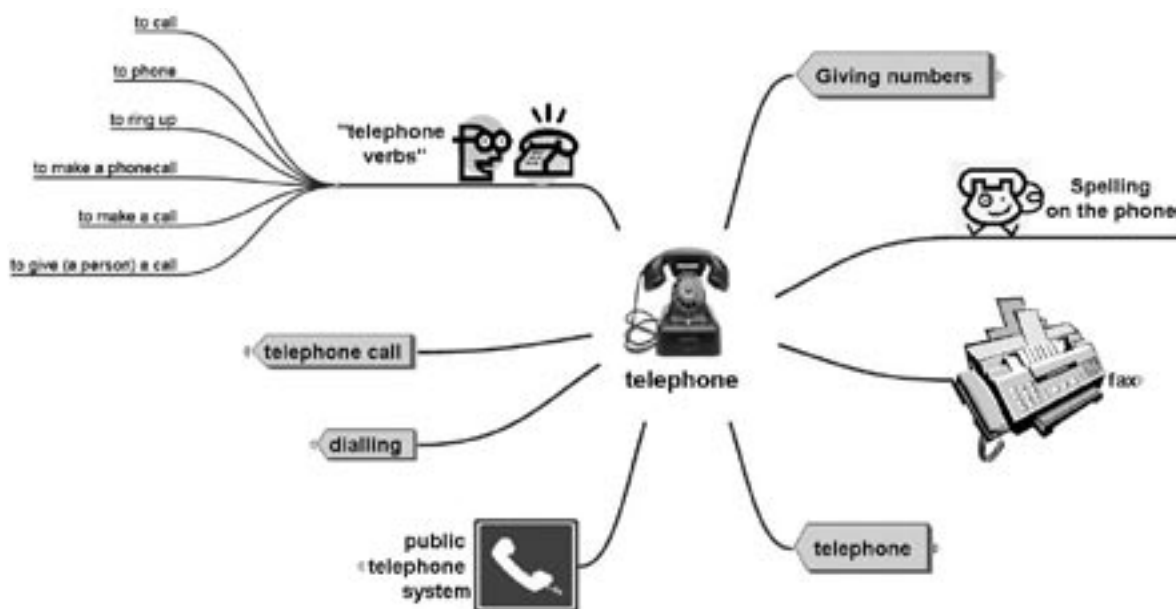 to call
to phone
to ring up
to make a phonecall
to make a call
to give (a person) a call
"telephone
verbs"
Giving numbers
Spelling
on the phone
telephone call
telephone
fax
dialling
public
telephone
system
telephone